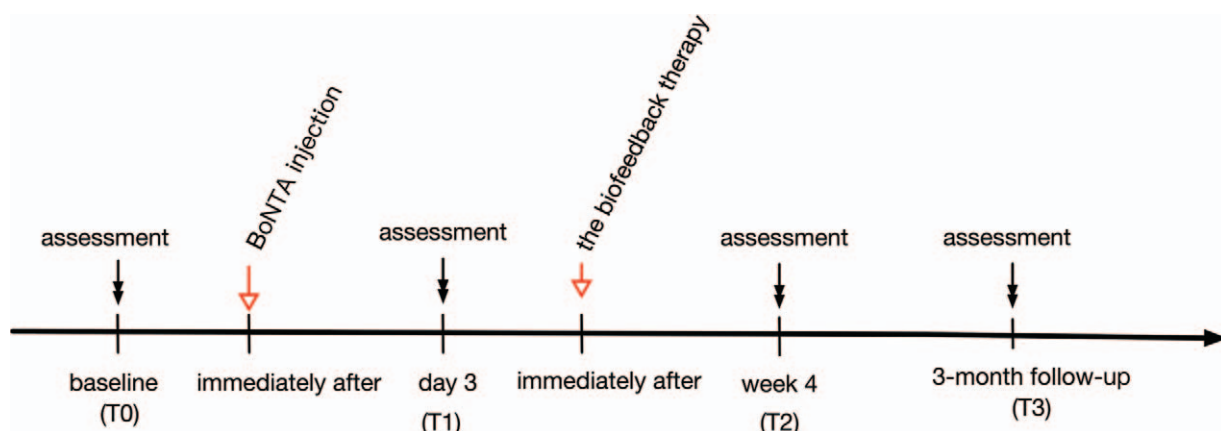 BoNTA injection
the biofeedback therapy
assessment
assessment
assessment
assessment
baseline
(T0)
immediately after
day 3
(T1)
immediately after
week 4
(T2)
3-month follow-up
(T3)